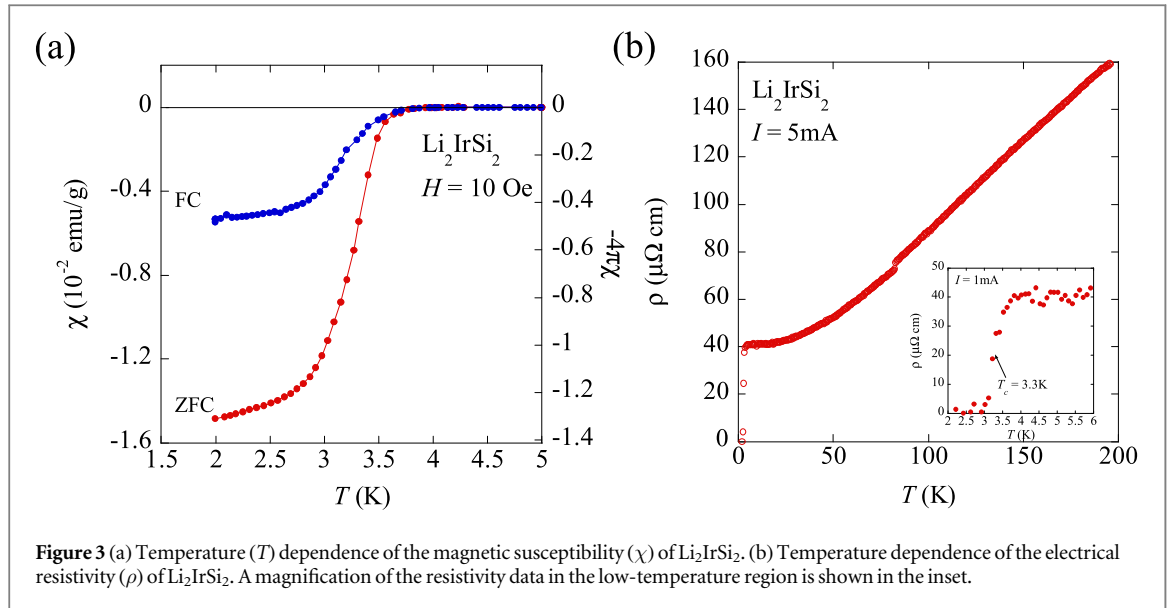 (a)
0
-0.4
-0.8
-1.2
-1.6
χ (10⁻² emu/g)
FC
ZFC
Li₂IrSi₂
H = 10 Oe
0
-0.2
-0.4
-0.6
-0.8
-1
-1.2
-1.4
-4πχ
1.5 2 2.5 3 3.5 4 4.5 5
T (K)
(b)
160
140
120
100
80
60
40
20
0
ρ (μΩ cm)
Li₂IrSi₂
I = 5mA
0 50 100 150 200
T (K)
50
40
30
20
10
0
ρ (μΩ cm)
I = 1mA
T_c = 3.3K
2 2.5 3 3.5 4 4.5 5 5.5 6
T (K)
Figure 3 (a) Temperature (T) dependence of the magnetic susceptibility (χ) of Li₂IrSi₂. (b) Temperature dependence of the electrical
resistivity (ρ) of Li₂IrSi₂. A magnification of the resistivity data in the low-temperature region is shown in the inset.